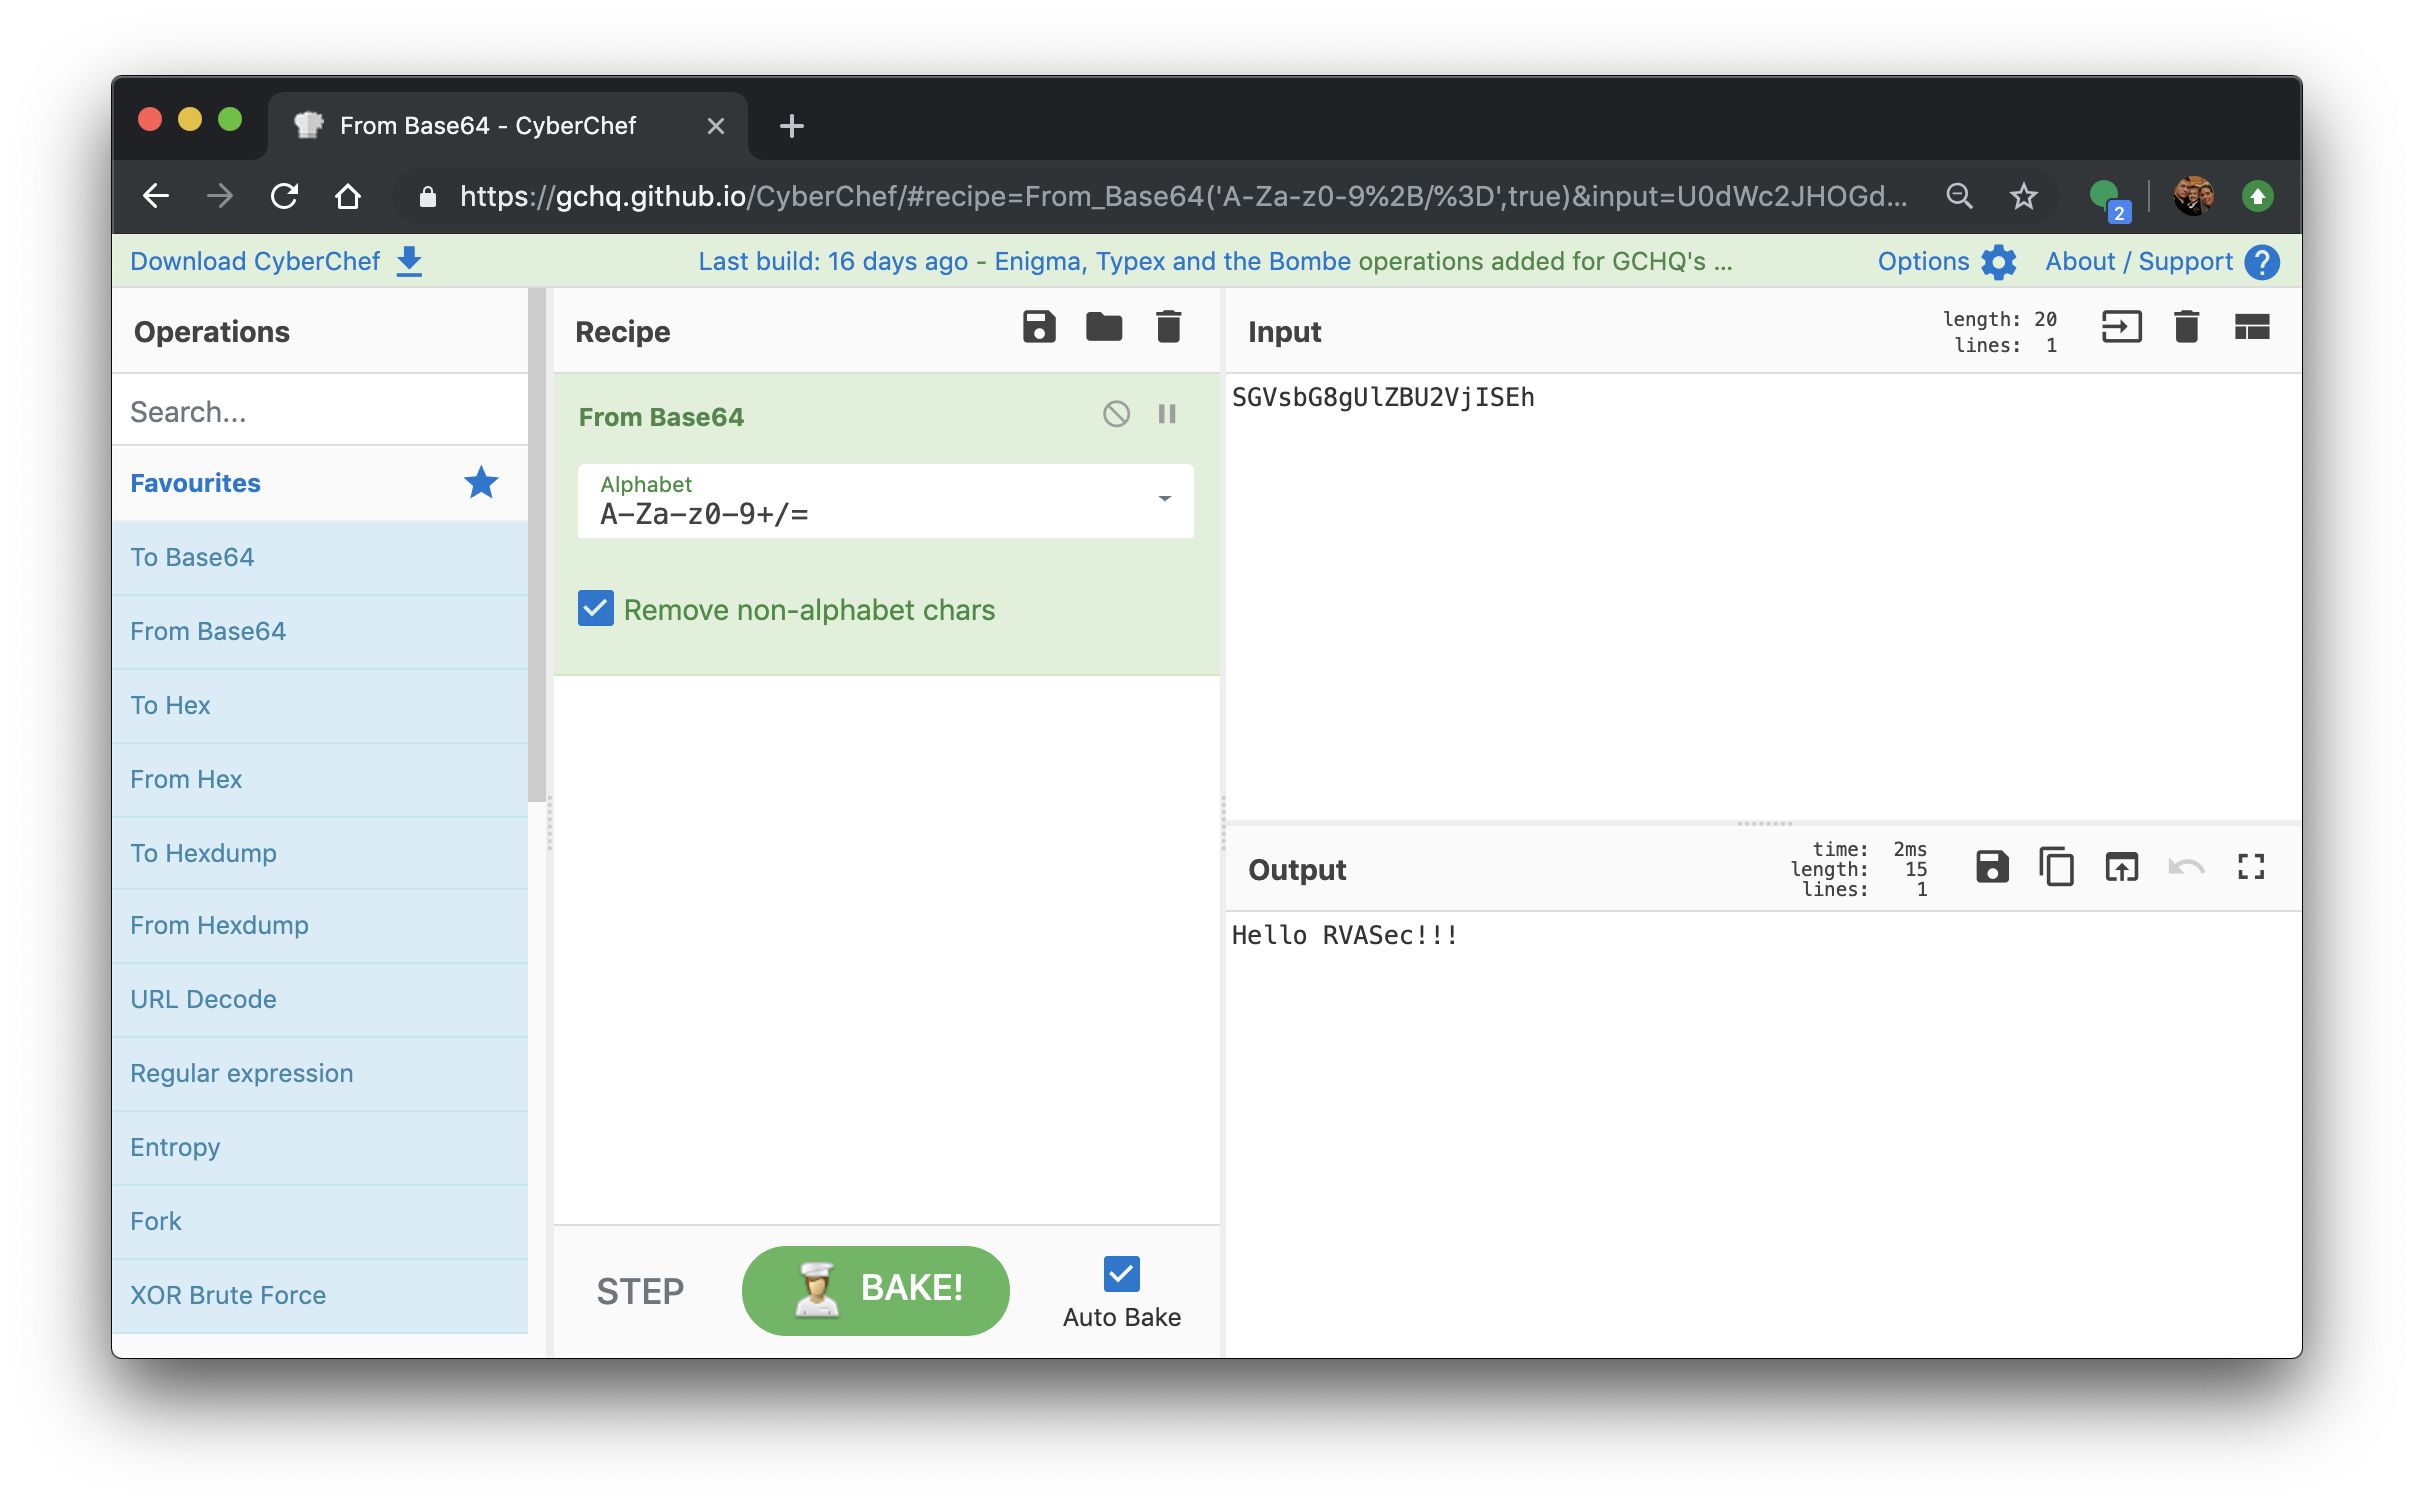 From Base64 - CyberChef
https://gchq.github.io/CyberChef/#recipe=From_Base64('A-Za-z0-9%2B/%3D',true)&input=U0dWc2JHOGd...
2
Download CyberChef
Last build: 16 days ago - Enigma, Typex and the Bombe operations added for GCHQ's ...
Options
About / Support
Operations
Search...
Favourites
To Base64
From Base64
To Hex
From Hex
To Hexdump
From Hexdump
URL Decode
Regular expression
Entropy
Fork
XOR Brute Force
Recipe
From Base64
Alphabet
A-Za-z0-9+/=
Remove non-alphabet chars
STEP
BAKE!
Auto Bake
Input
length: 20
lines: 1
SGVsbG8gUlZBU2VjISEh
Output
time: 2ms
length: 15
lines: 1
Hello RVASec!!!